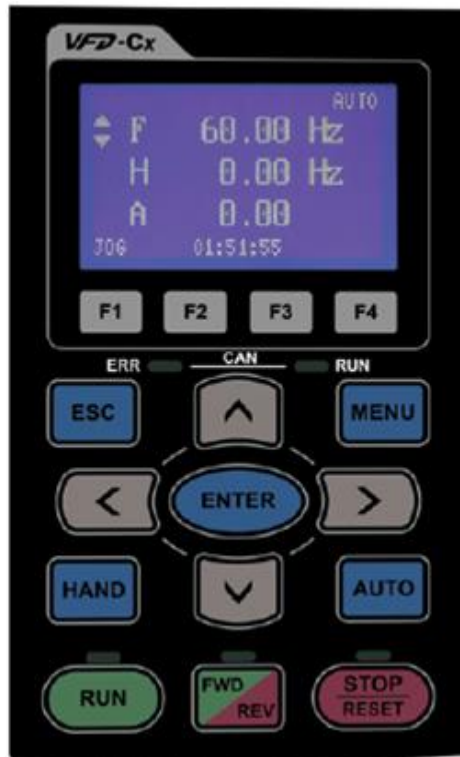 VFD-Cx
AUTO
F 60.00 Hz
H 0.00 Hz
A 0.00
JOG 01:51:55
F1 F2 F3 F4
ERR CAN RUN
ESC MENU
ENTER
HAND AUTO
RUN FWD REV STOP RESET